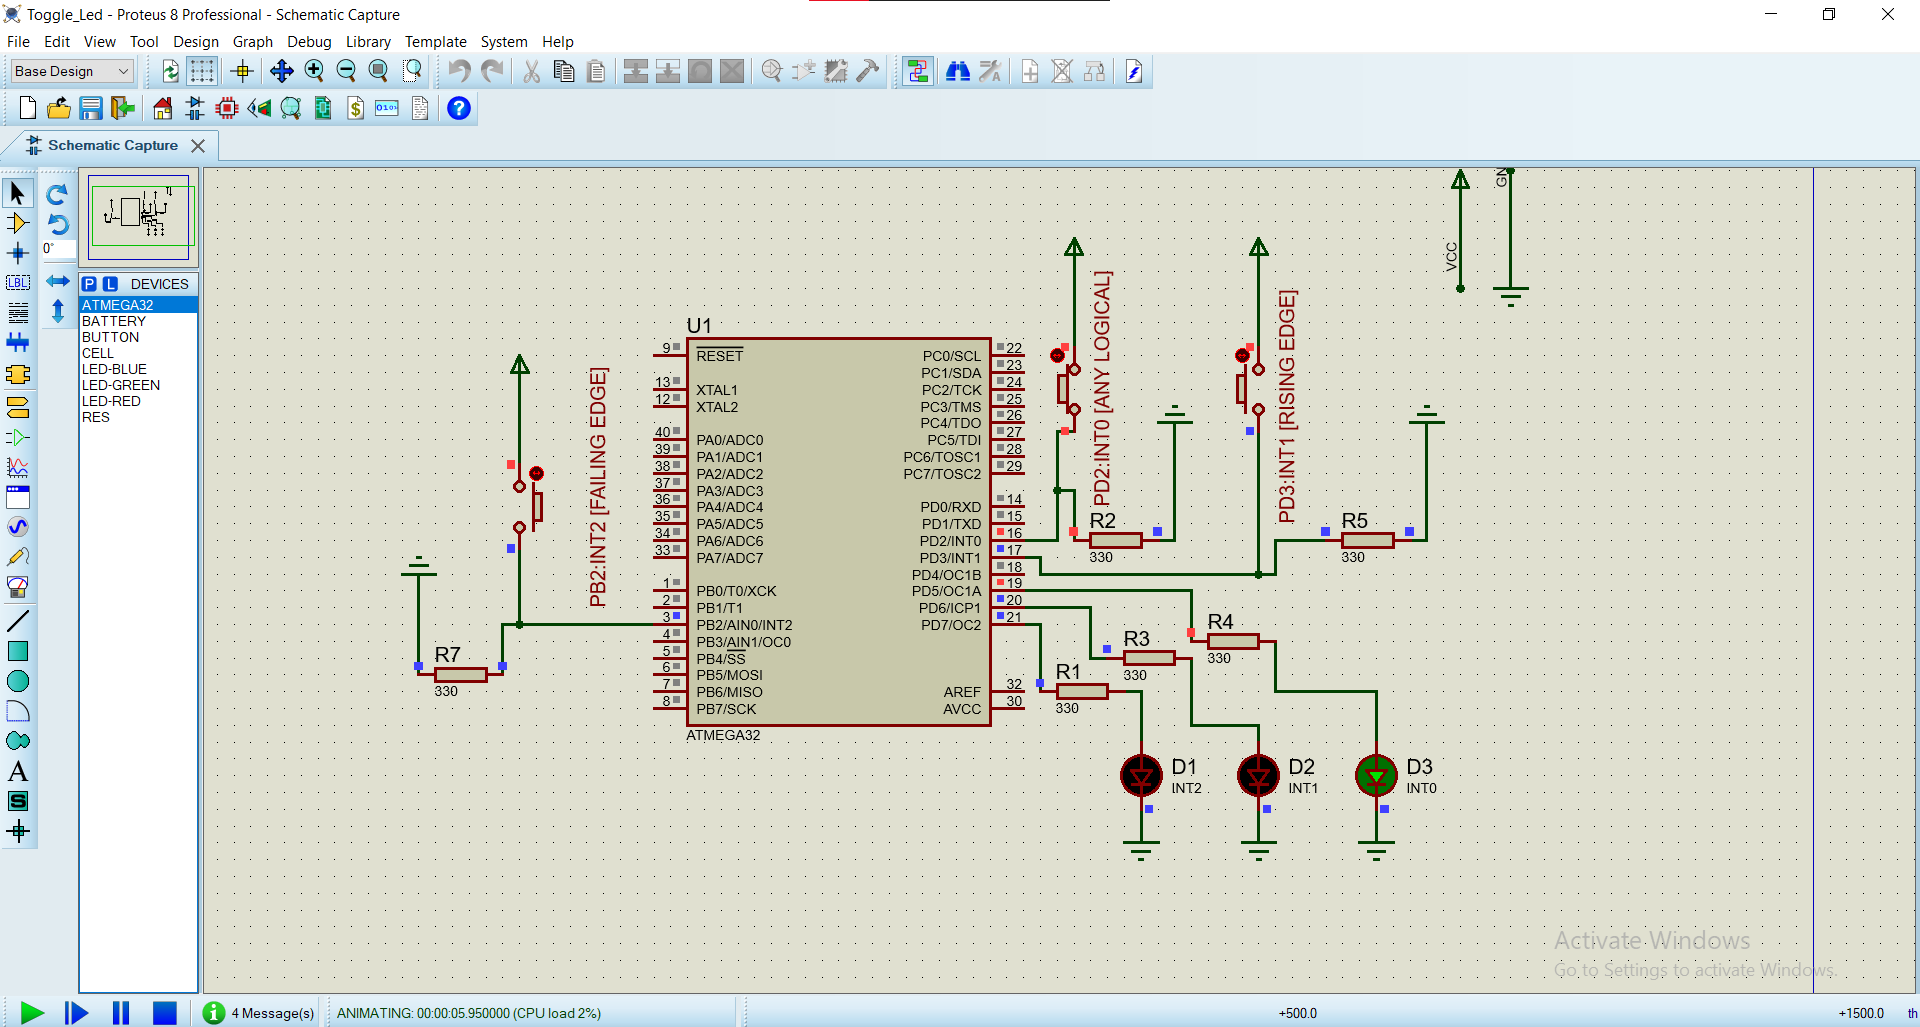 Toggle_Led - Proteus 8 Professional - Schematic Capture
File Edit View Tool Design Graph Debug Library Template System Help
Base Design
Schematic Capture
0°
P L DEVICES
ATMEGA32
BATTERY
BUTTON
CELL
LED-BLUE
LED-GREEN
LED-RED
RES
LBL
A
S
VCC
GN
U1
9 RESET
13 XTAL1
12 XTAL2
40 PA0/ADC0
39 PA1/ADC1
38 PA2/ADC2
37 PA3/ADC3
36 PA4/ADC4
35 PA5/ADC5
34 PA6/ADC6
33 PA7/ADC7
1 PB0/T0/XCK
2 PB1/T1
3 PB2/AIN0/INT2
4 PB3/AIN1/OC0
5 PB4/SS
6 PB5/MOSI
7 PB6/MISO
8 PB7/SCK
PC0/SCL 22
PC1/SDA 23
PC2/TCK 24
PC3/TMS 25
PC4/TDO 26
PC5/TDI 27
PC6/TOSC1 28
PC7/TOSC2 29
PD0/RXD 14
PD1/TXD 15
PD2/INT0 16
PD3/INT1 17
PD4/OC1B 18
PD5/OC1A 19
PD6/ICP1 20
PD7/OC2 21
AREF 32
AVCC 30
ATMEGA32
PB2:INT2 [FAILING EDGE]
PD2:INT0 [ANY LOGICAL]
PD3:INT1 [RISING EDGE]
R7
330
R2
330
R5
330
R4
330
R3
330
R1
330
D1
INT2
D2
INT1
D3
INT0
Activate Windows
Go to Settings to activate Windows.
4 Message(s)
ANIMATING: 00:00:05.950000 (CPU load 2%)
+500.0
+1500.0
th